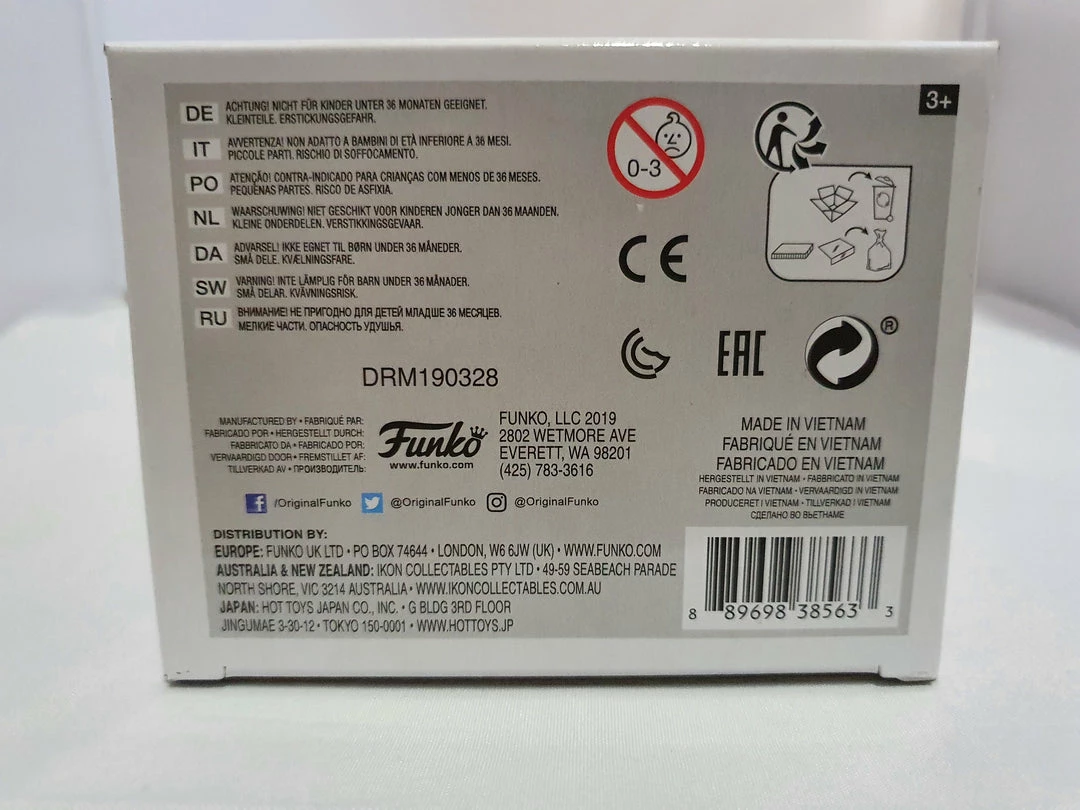 3+
DE ACHTUNG! NICHT FÜR KINDER UNTER 36 MONATEN GEEIGNET.
KLEINTEILE. ERSTICKUNGSGEFAHR.
IT AVVERTENZA! NON ADATTO A BAMBINI DI ETÀ INFERIORE A 36 MESI.
PICCOLE PARTI. RISCHIO DI SOFFOCAMENTO.
PO ATENÇÃO! CONTRA-INDICADO PARA CRIANÇAS COM MENOS DE 36 MESES.
PEQUENAS PARTES. RISCO DE ASFIXIA.
NL WAARSCHUWING! NIET GESCHIKT VOOR KINDEREN JONGER DAN 36 MAANDEN.
KLEINE ONDERDELEN. VERSTIKKINGSGEVAAR.
DA ADVARSEL! IKKE EGNET TIL BØRN UNDER 36 MÅNEDER.
SMÅ DELE. KVÆLNINGSFARE.
SW VARNING! INTE LÄMPLIG FÖR BARN UNDER 36 MÅNADER.
SMÅ DELAR. KVÄVNINGSRISK.
RU ВНИМАНИЕ! НЕ ПРИГОДНО ДЛЯ ДЕТЕЙ МЛАДШЕ 36 МЕСЯЦЕВ.
МЕЛКИЕ ЧАСТИ. ОПАСНОСТЬ УДУШЬЯ.
0-3
CE
EAC
®
DRM190328
MANUFACTURED BY • FABRIQUÉ PAR:
FABRICADO POR • HERGESTELLT DURCH:
FABBRICATO DA • FABRICADO POR:
VERVAARDIGD DOOR • FREMSTILLET AF:
TILLVERKAD AV • ПРОИЗВОДИТЕЛЬ:
Funko
www.funko.com
FUNKO, LLC 2019
2802 WETMORE AVE
EVERETT, WA 98201
(425) 783-3616
/OriginalFunko @OriginalFunko @OriginalFunko
MADE IN VIETNAM
FABRIQUÉ EN VIETNAM
FABRICADO EN VIETNAM
HERGESTELLT IN VIETNAM • FABBRICATO IN VIETNAM
FABRICADO NA VIETNAM • VERVAARDIGD IN VIETNAM
PRODUCERET I VIETNAM • TILLVERKAD I VIETNAM
СДЕЛАНО ВО ВЬЕТНАМЕ
DISTRIBUTION BY:
EUROPE: FUNKO UK LTD • PO BOX 74644 • LONDON, W6 6JW (UK) • WWW.FUNKO.COM
AUSTRALIA & NEW ZEALAND: IKON COLLECTABLES PTY LTD • 49-59 SEABEACH PARADE
NORTH SHORE, VIC 3214 AUSTRALIA • WWW.IKONCOLLECTABLES.COM.AU
JAPAN: HOT TOYS JAPAN CO., INC. • G BLDG 3RD FLOOR
JINGUMAE 3-30-12 • TOKYO 150-0001 • WWW.HOTTOYS.JP
8 89698 38563 3